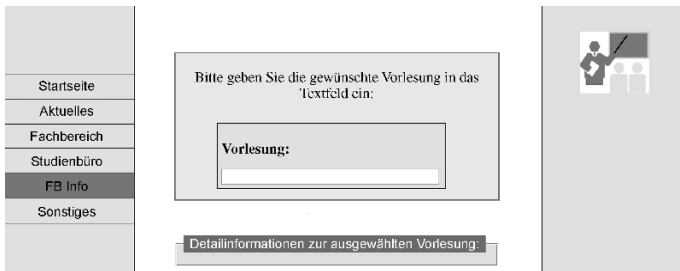 Startseite
Aktuelles
Fachbereich
Studienbüro
FB Info
Sonstiges
Bitte geben Sie die gewünschte Vorlesung in das
Textfeld ein:
Vorlesung:
Detailinformationen zur ausgewählten Vorlesung: